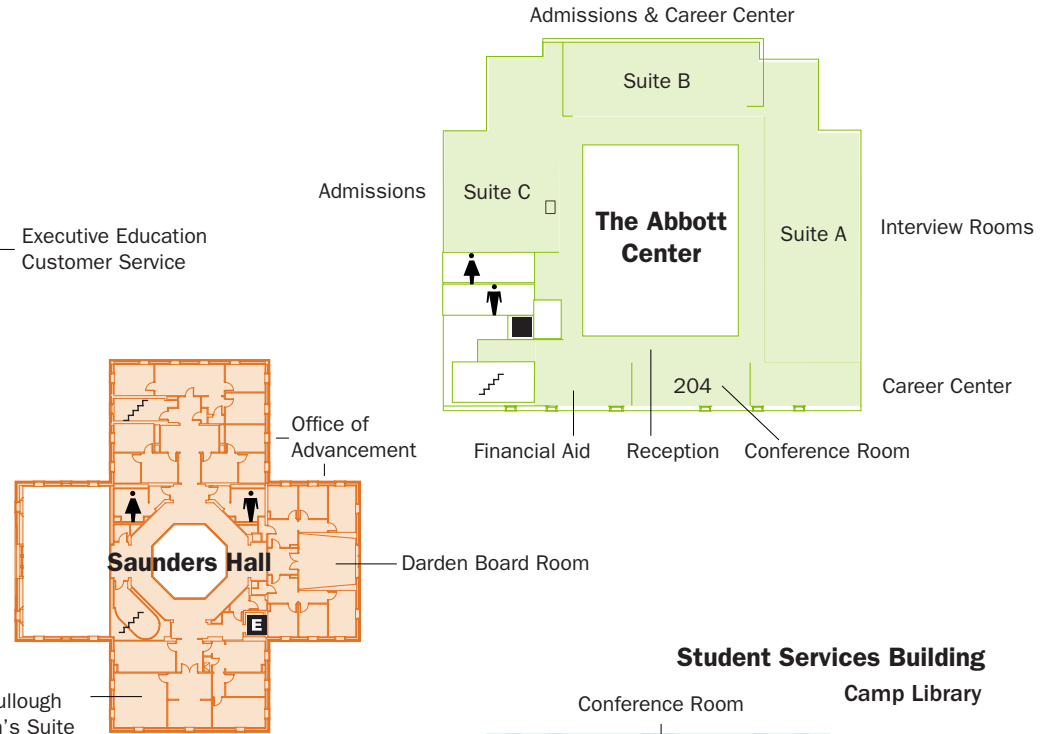 Admissions & Career Center
Suite B
Admissions
Suite C
The Abbott
Center
Suite A
Interview Rooms
Executive Education
Customer Service
204
Career Center
Office of
Advancement
Financial Aid
Reception
Conference Room
Saunders Hall
Darden Board Room
E
Student Services Building
Camp Library
Conference Room
Suite